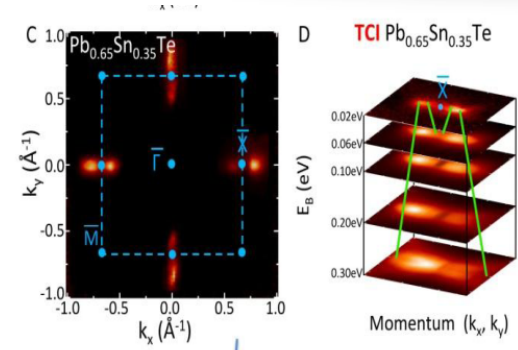 C
Pb0.65Sn0.35Te
1.0
0.5
0.0
-0.5
-1.0
ky (Å-1)
Γ̅
X̅
M̅
-1.0
-0.5
0.0
0.5
1.0
kx (Å-1)
D
TCI Pb0.65Sn0.35Te
X̅
0.02eV
0.06eV
0.10eV
0.20eV
0.30eV
EB (eV)
Momentum (kx, ky)